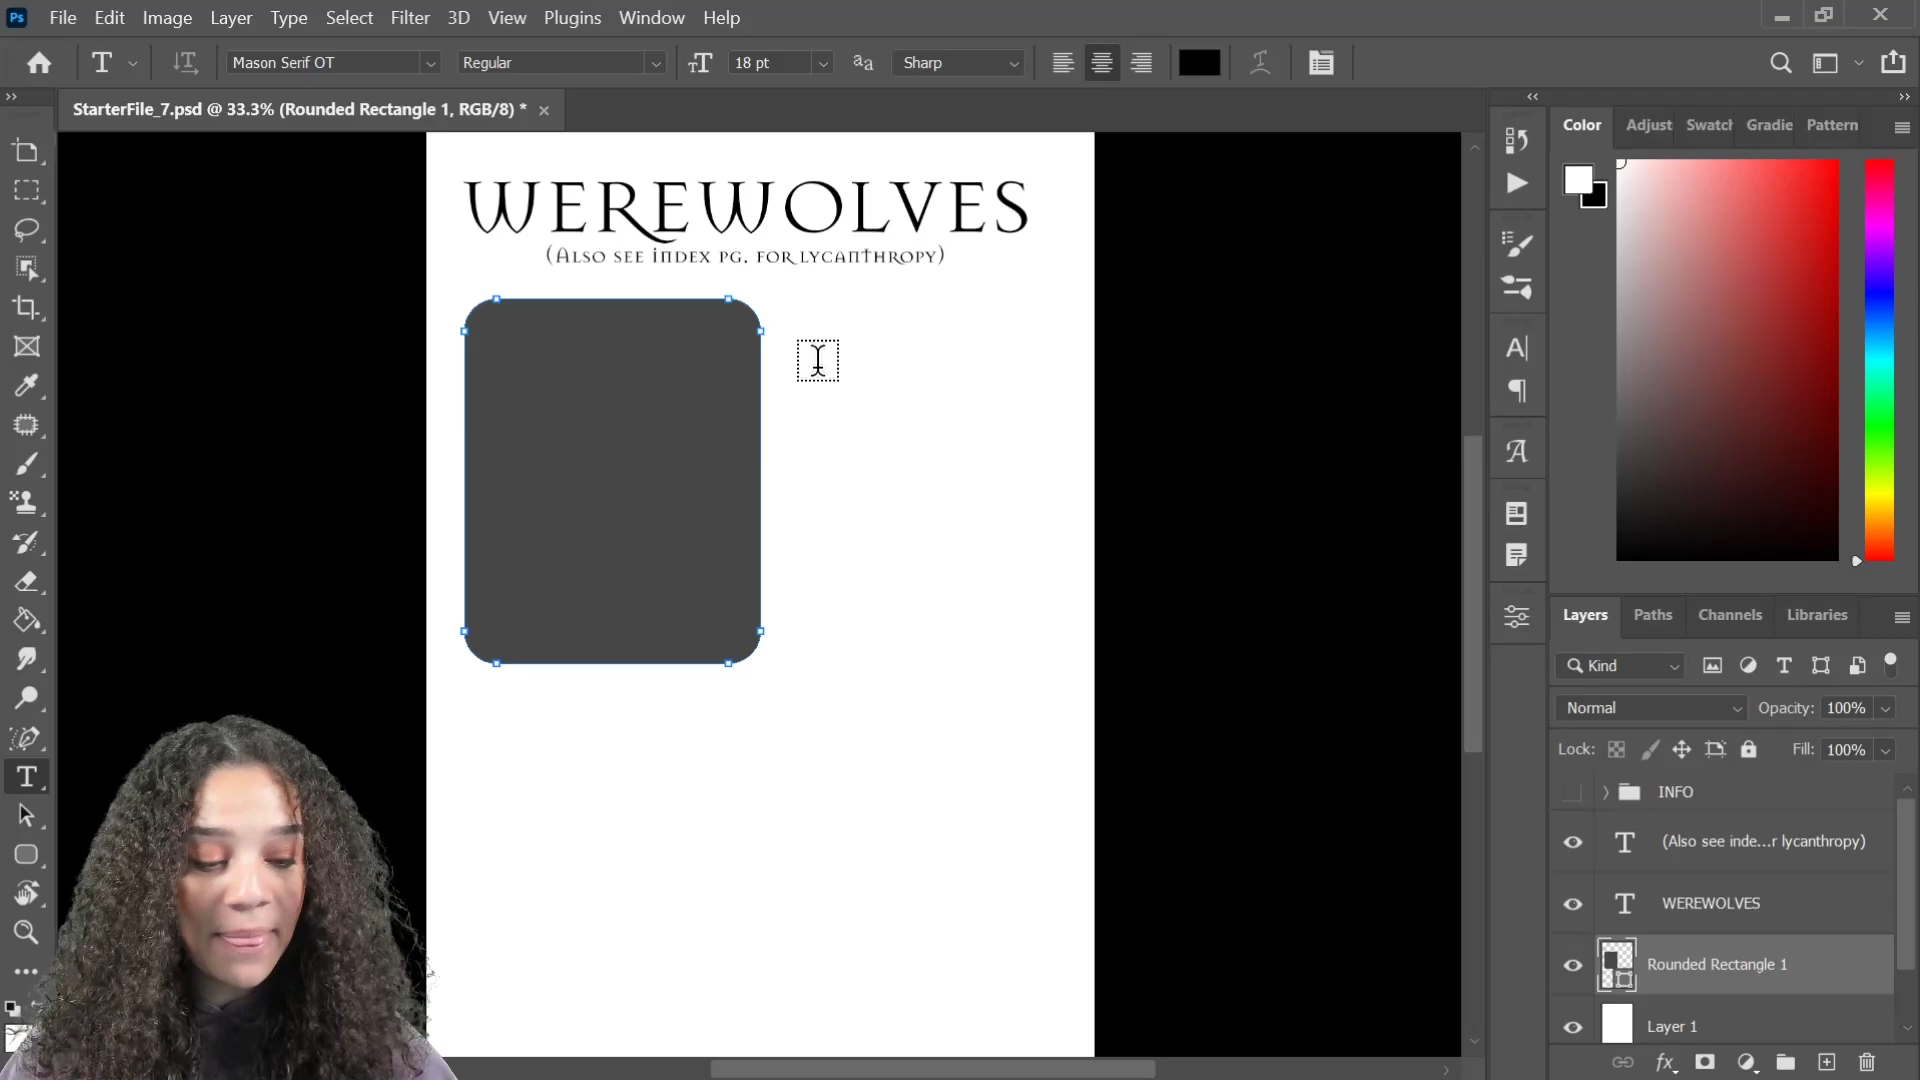 Ps File Edit Image Layer Select Filter 3D View Plugins Window Help
Mason Serif OT Regular 18 pt Sharp
StarterFile_7.psd @ 33.3% (Rounded Rectangle 1, RGB/8) *
WEREWOLVES
(Also see index pg. for lycanthropy)
Color Adjust Swatch Gradie Pattern
Layers Paths Channels Libraries
Kind
Normal Opacity: 100%
Lock: Fill: 100%
INFO
(Also see inde...r lycanthropy)
WEREWOLVES
Rounded Rectangle 1
Layer 1
fx